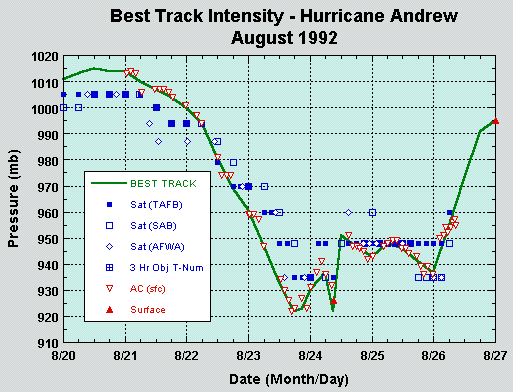 Best Track Intensity - Hurricane Andrew
August 1992
Pressure (mb)
1020
1010
1000
990
980
970
960
950
940
930
920
910
BEST TRACK
Sat (TAFB)
Sat (SAB)
Sat (AFWA)
3 Hr Obj T-Num
AC (sfc)
Surface
8/20 8/21 8/22 8/23 8/24 8/25 8/26 8/27
Date (Month/Day)